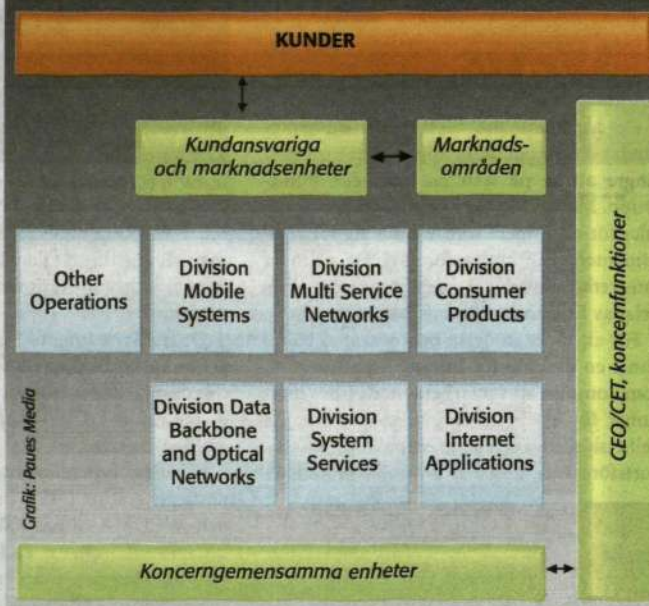 KUNDER
Kundansvariga
och marknadsenheter
Marknads-
områden
Other
Operations
Division
Mobile
Systems
Division
Multi Service
Networks
Division
Consumer
Products
Division Data
Backbone
and Optical
Networks
Division
System
Services
Division
Internet
Applications
CEO/CET, koncernfunktioner
Grafik: Paues Media
Koncerngemensamma enheter